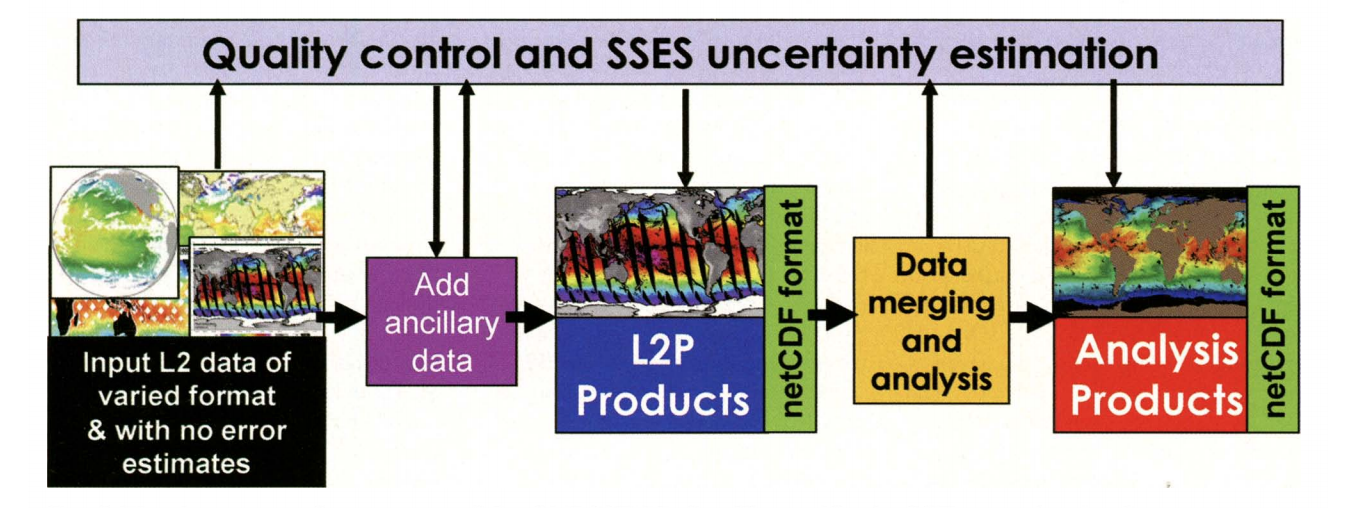 Quality control and SSES uncertainty estimation
Input L2 data of
varied format
& with no error
estimates
Add
ancillary
data
L2P
Products
netCDF format
Data
merging
and
analysis
Analysis
Products
netCDF format